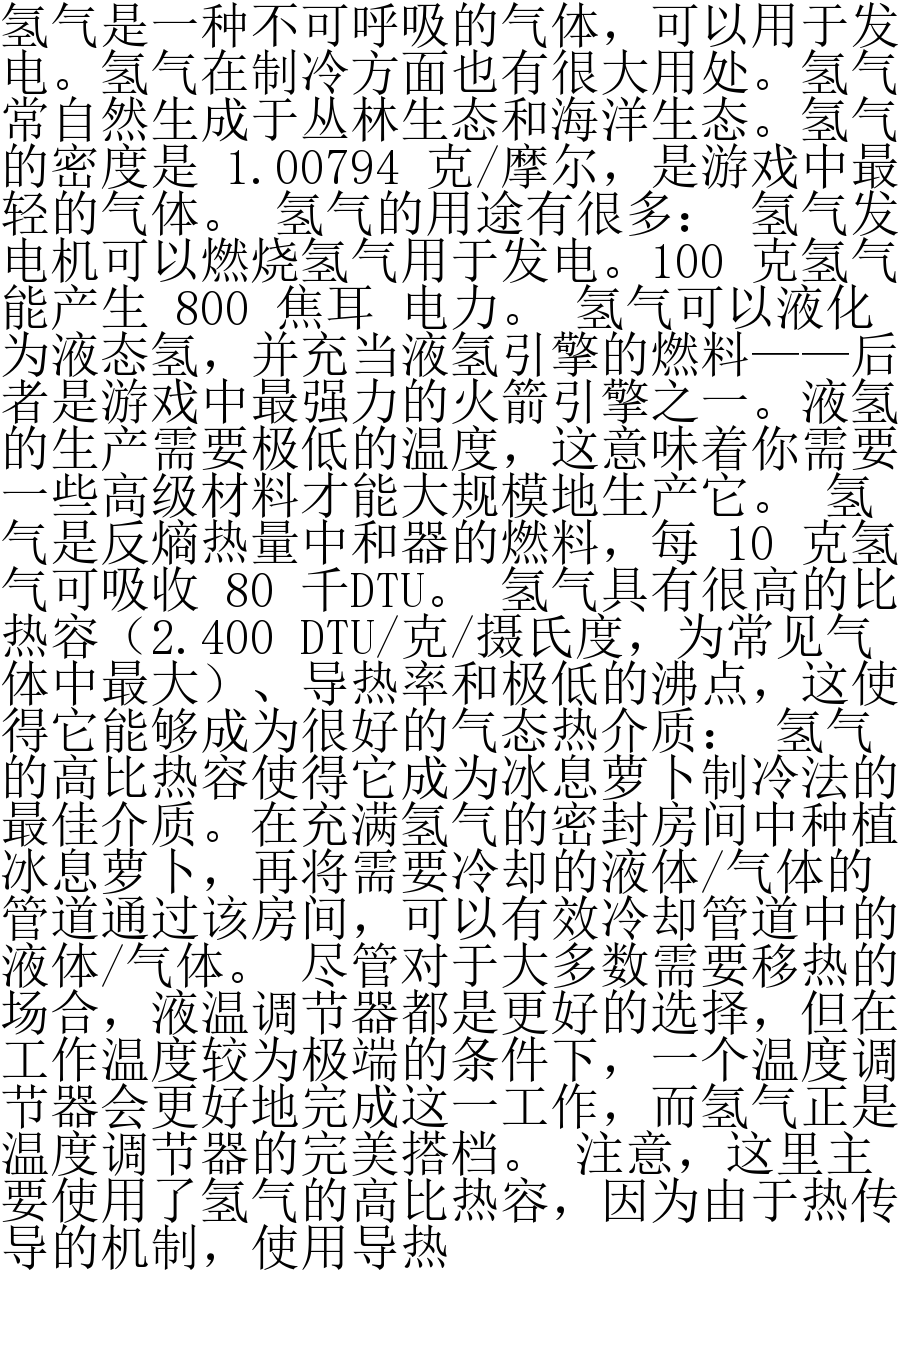 氢气是一种不可呼吸的气体，可以用于发
电。氢气在制冷方面也有很大用处。氢气
常自然生成于丛林生态和海洋生态。氢气
的密度是 1.00794 克/摩尔，是游戏中最
轻的气体。 氢气的用途有很多： 氢气发
电机可以燃烧氢气用于发电。100 克氢气
能产生 800 焦耳 电力。 氢气可以液化
为液态氢，并充当液氢引擎的燃料——后
者是游戏中最强力的火箭引擎之一。液氢
的生产需要极低的温度，这意味着你需要
一些高级材料才能大规模地生产它。 氢
气是反熵热量中和器的燃料，每 10 克氢
气可吸收 80 千DTU。 氢气具有很高的比
热容（2.400 DTU/克/摄氏度，为常见气
体中最大）、导热率和极低的沸点，这使
得它能够成为很好的气态热介质： 氢气
的高比热容使得它成为冰息萝卜制冷法的
最佳介质。在充满氢气的密封房间中种植
冰息萝卜，再将需要冷却的液体/气体的
管道通过该房间，可以有效冷却管道中的
液体/气体。 尽管对于大多数需要移热的
场合，液温调节器都是更好的选择，但在
工作温度较为极端的条件下，一个温度调
节器会更好地完成这一工作，而氢气正是
温度调节器的完美搭档。 注意，这里主
要使用了氢气的高比热容，因为由于热传
导的机制，使用导热